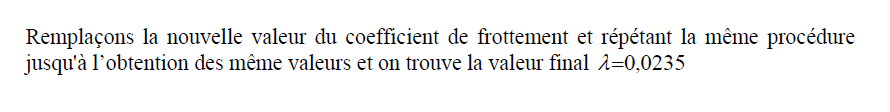 Remplaçons la nouvelle valeur du coefficient de frottement et répétant la même procédure
jusqu'à l’obtention des même valeurs et on trouve la valeur final λ=0,0235